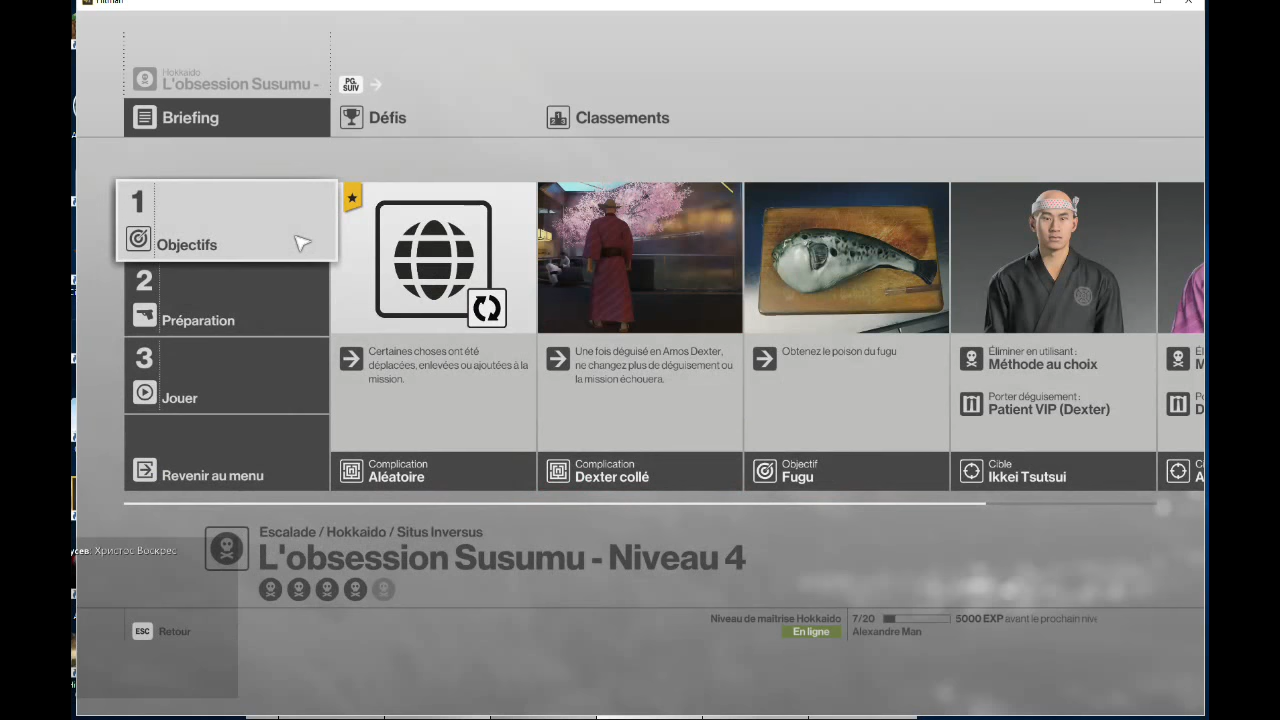 Hitman
Hokkaido
L'obsession Susumu -
PG.
SUIV
Briefing
Défis
Classements
1
Objectifs
2
Préparation
3
Jouer
Revenir au menu
Certaines choses ont été
déplacées, enlevées ou ajoutées à la
mission.
Complication
Aléatoire
Une fois déguisé en Amos Dexter,
ne changez plus de déguisement ou
la mission échouera.
Complication
Dexter collé
Obtenez le poison du fugu
Objectif
Fugu
Éliminer en utilisant :
Méthode au choix
Porter déguisement :
Patient VIP (Dexter)
Cible
Ikkei Tsutsui
Escalade / Hokkaido / Situs Inversus
L'obsession Susumu - Niveau 4
усев: Христос Воскрес
ESC
Retour
Niveau de maîtrise Hokkaido
En ligne
7/20
5000 EXP avant le prochain nive
Alexandre Man